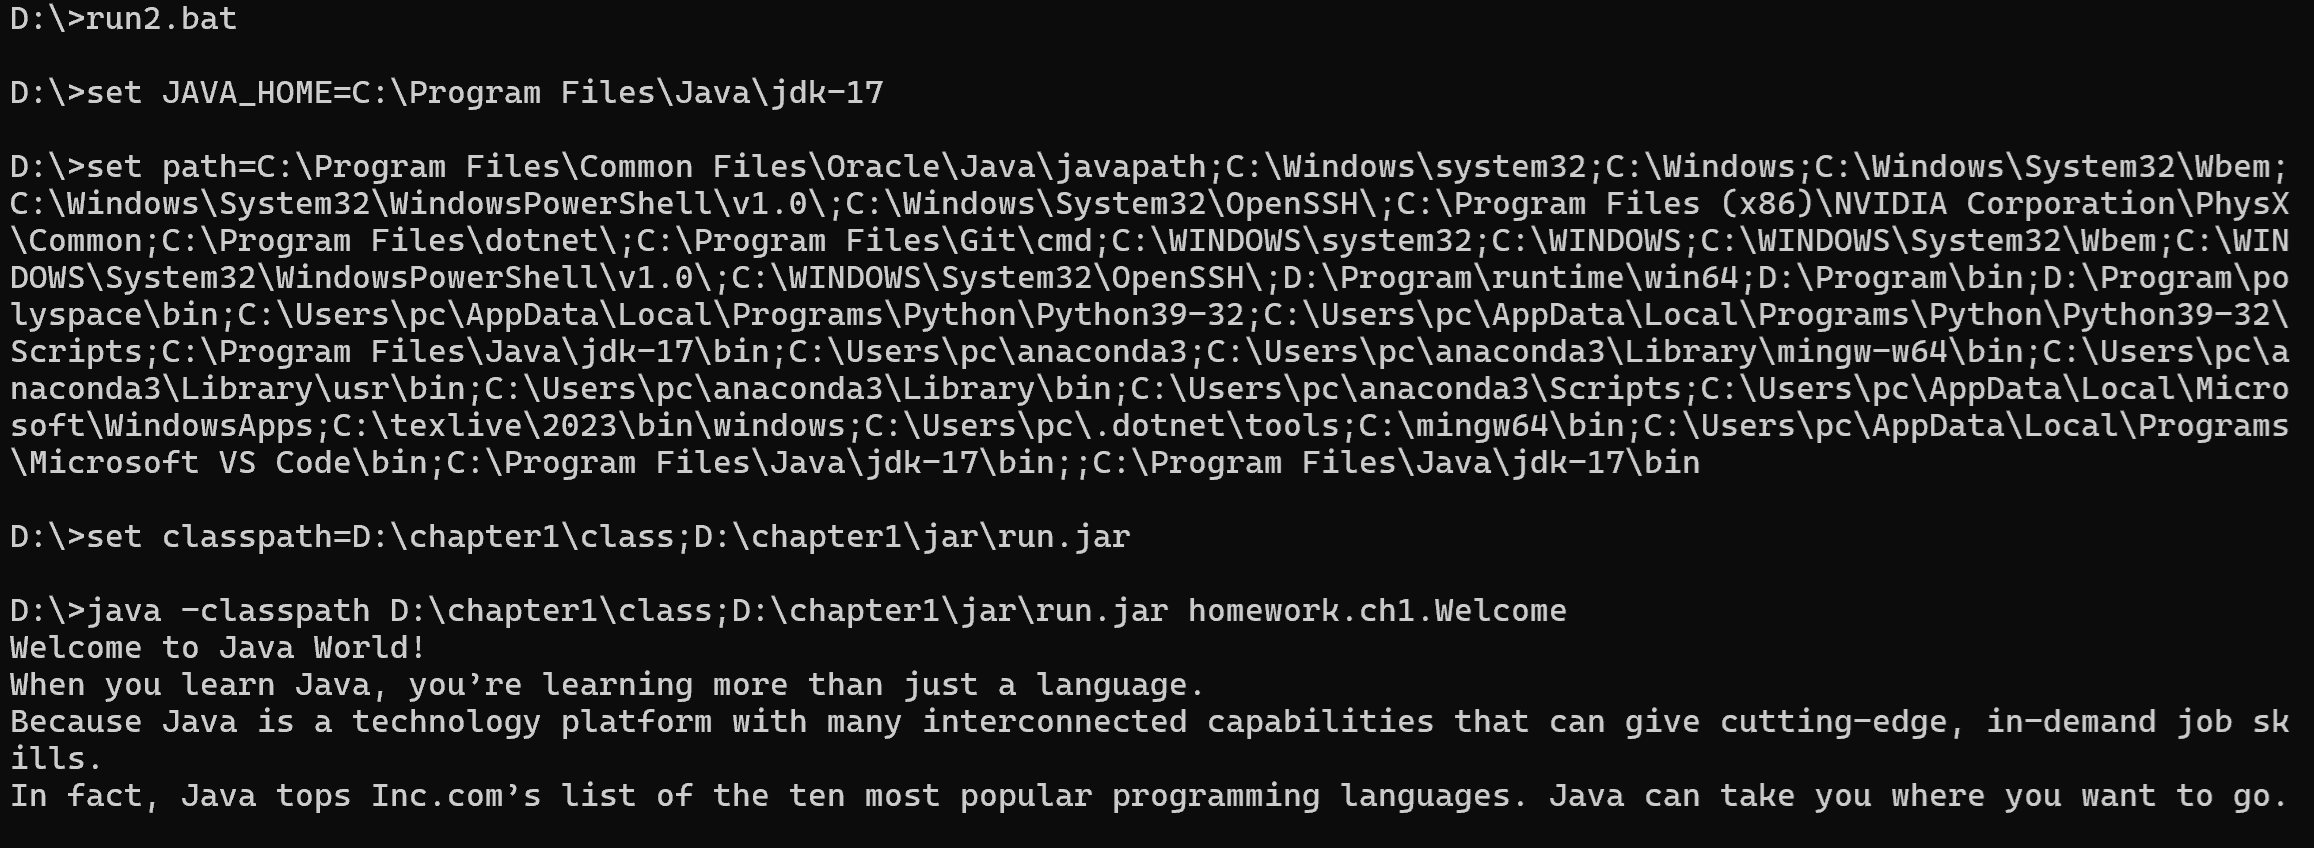 D:\>run2.bat
D:\>set JAVA_HOME=C:\Program Files\Java\jdk-17
D:\>set path=C:\Program Files\Common Files\Oracle\Java\javapath;C:\Windows\system32;C:\Windows;C:\Windows\System32\Wbem;
C:\Windows\System32\WindowsPowerShell\v1.0\;C:\Windows\System32\OpenSSH\;C:\Program Files (x86)\NVIDIA Corporation\PhysX
\Common;C:\Program Files\dotnet\;C:\Program Files\Git\cmd;C:\WINDOWS\system32;C:\WINDOWS;C:\WINDOWS\System32\Wbem;C:\WIN
DOWS\System32\WindowsPowerShell\v1.0\;C:\WINDOWS\System32\OpenSSH\;D:\Program\runtime\win64;D:\Program\bin;D:\Program\po
lyspace\bin;C:\Users\pc\AppData\Local\Programs\Python\Python39-32;C:\Users\pc\AppData\Local\Programs\Python\Python39-32\
Scripts;C:\Program Files\Java\jdk-17\bin;C:\Users\pc\anaconda3;C:\Users\pc\anaconda3\Library\mingw-w64\bin;C:\Users\pc\a
naconda3\Library\usr\bin;C:\Users\pc\anaconda3\Library\bin;C:\Users\pc\anaconda3\Scripts;C:\Users\pc\AppData\Local\Micro
soft\WindowsApps;C:\texlive\2023\bin\windows;C:\Users\pc\.dotnet\tools;C:\mingw64\bin;C:\Users\pc\AppData\Local\Programs
\Microsoft VS Code\bin;C:\Program Files\Java\jdk-17\bin;;C:\Program Files\Java\jdk-17\bin
D:\>set classpath=D:\chapter1\class;D:\chapter1\jar\run.jar
D:\>java -classpath D:\chapter1\class;D:\chapter1\jar\run.jar homework.ch1.Welcome
Welcome to Java World!
When you learn Java, you’re learning more than just a language.
Because Java is a technology platform with many interconnected capabilities that can give cutting-edge, in-demand job sk
ills.
In fact, Java tops Inc.com’s list of the ten most popular programming languages. Java can take you where you want to go.